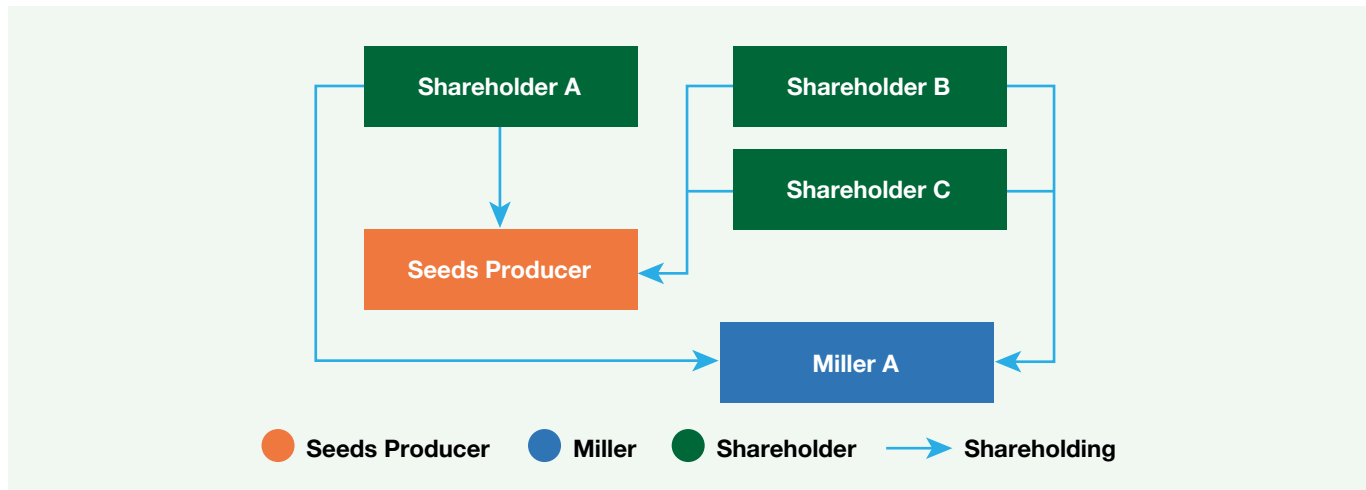 Shareholder A
Shareholder B
Shareholder C
Seeds Producer
Miller A
Seeds Producer
Miller
Shareholder
Shareholding